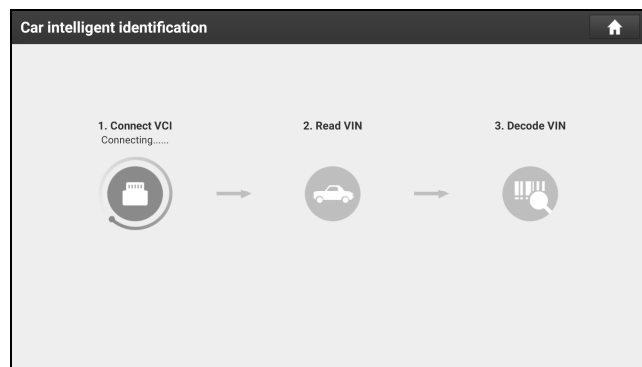 Car intelligent identification
1. Connect VCI
Connecting......
2. Read VIN
3. Decode VIN